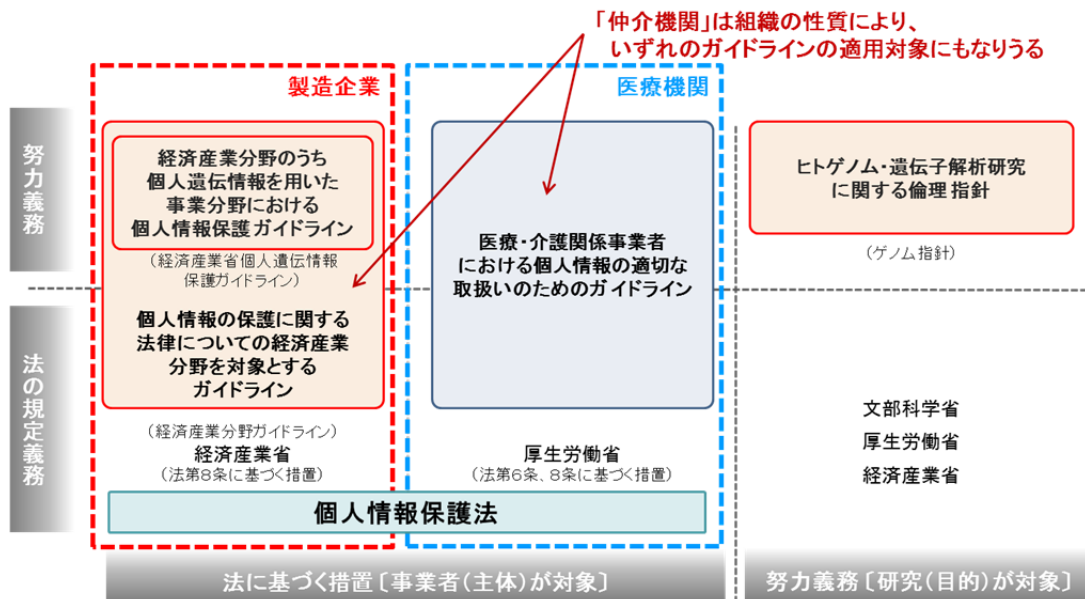 「仲介機関」は組織の性質により、
いずれのガイドラインの適用対象にもなりうる
製造企業
医療機関
努力義務
経済産業分野のうち
個人遺伝情報を用いた
事業分野における
個人情報保護ガイドライン
(経済産業省個人遺伝情報
保護ガイドライン)
個人情報の保護に関する
法律についての経済産業
分野を対象とする
ガイドライン
医療・介護関係事業者
における個人情報の適切な
取扱いのためのガイドライン
ヒトゲノム・遺伝子解析研究
に関する倫理指針
(ゲノム指針)
法の規定義務
(経済産業分野ガイドライン)
経済産業省
(法第8条に基づく措置)
厚生労働省
(法第6条、8条に基づく措置)
文部科学省
厚生労働省
経済産業省
個人情報保護法
法に基づく措置〔事業者(主体)が対象〕
努力義務〔研究(目的)が対象〕